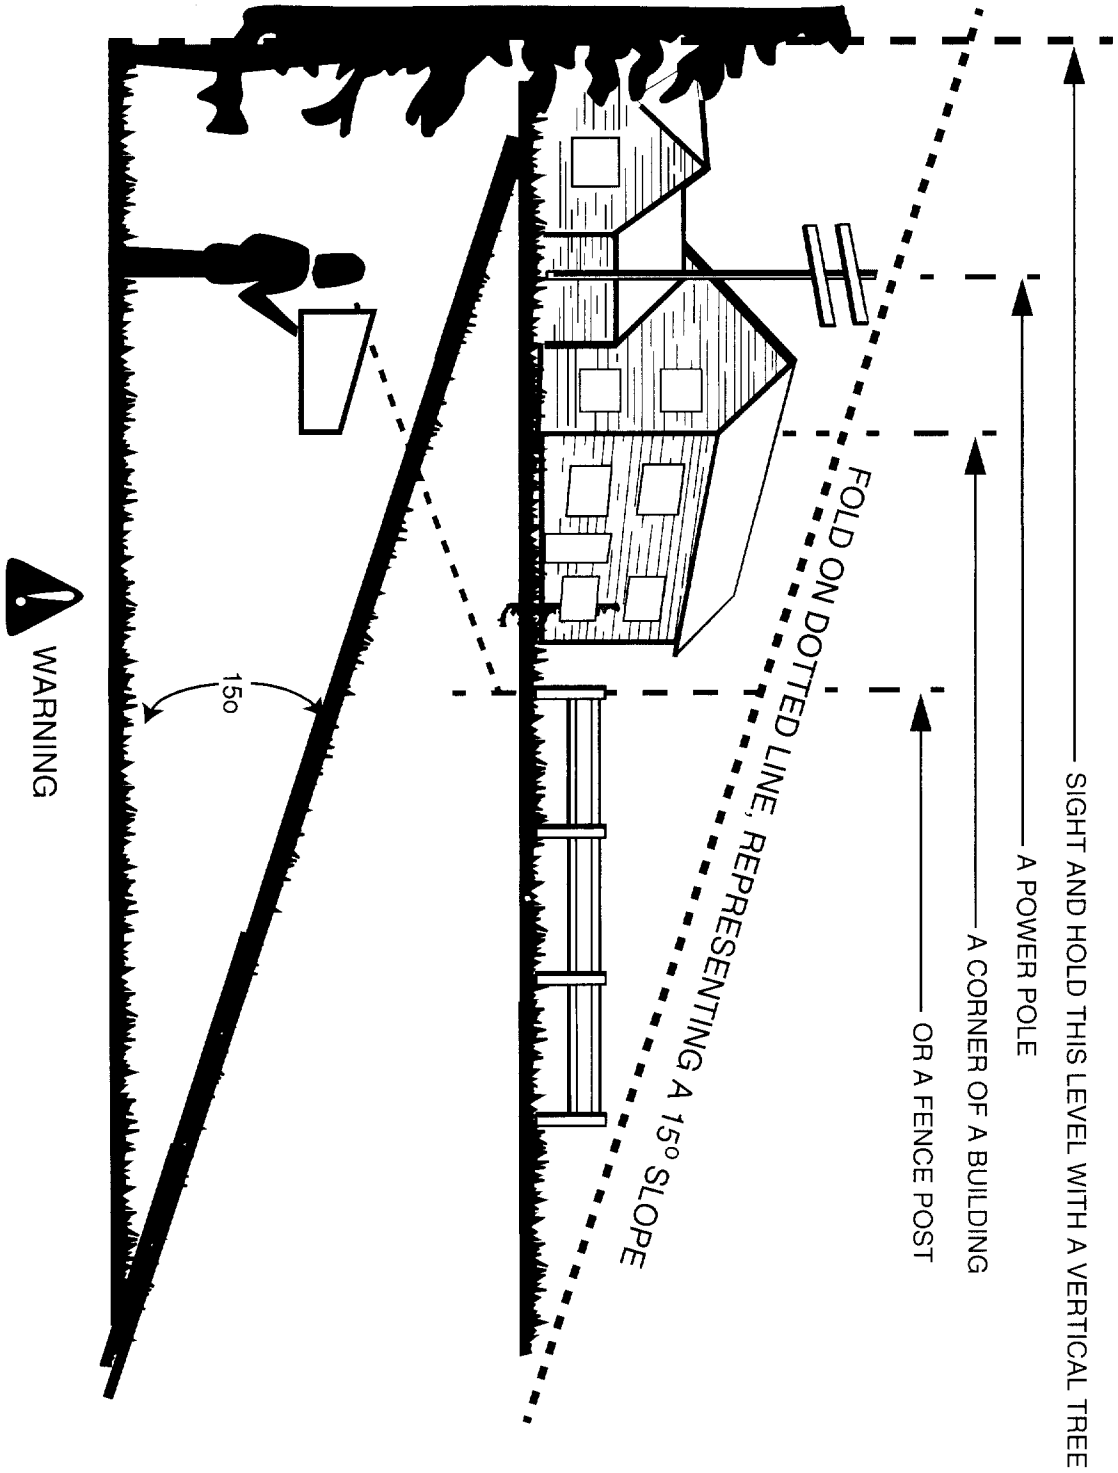 SIGHT AND HOLD THIS LEVEL WITH A VERTICAL TREE
A POWER POLE
A CORNER OF A BUILDING
OR A FENCE POST
FOLD ON DOTTED LINE, REPRESENTING A 15° SLOPE
15o
WARNING